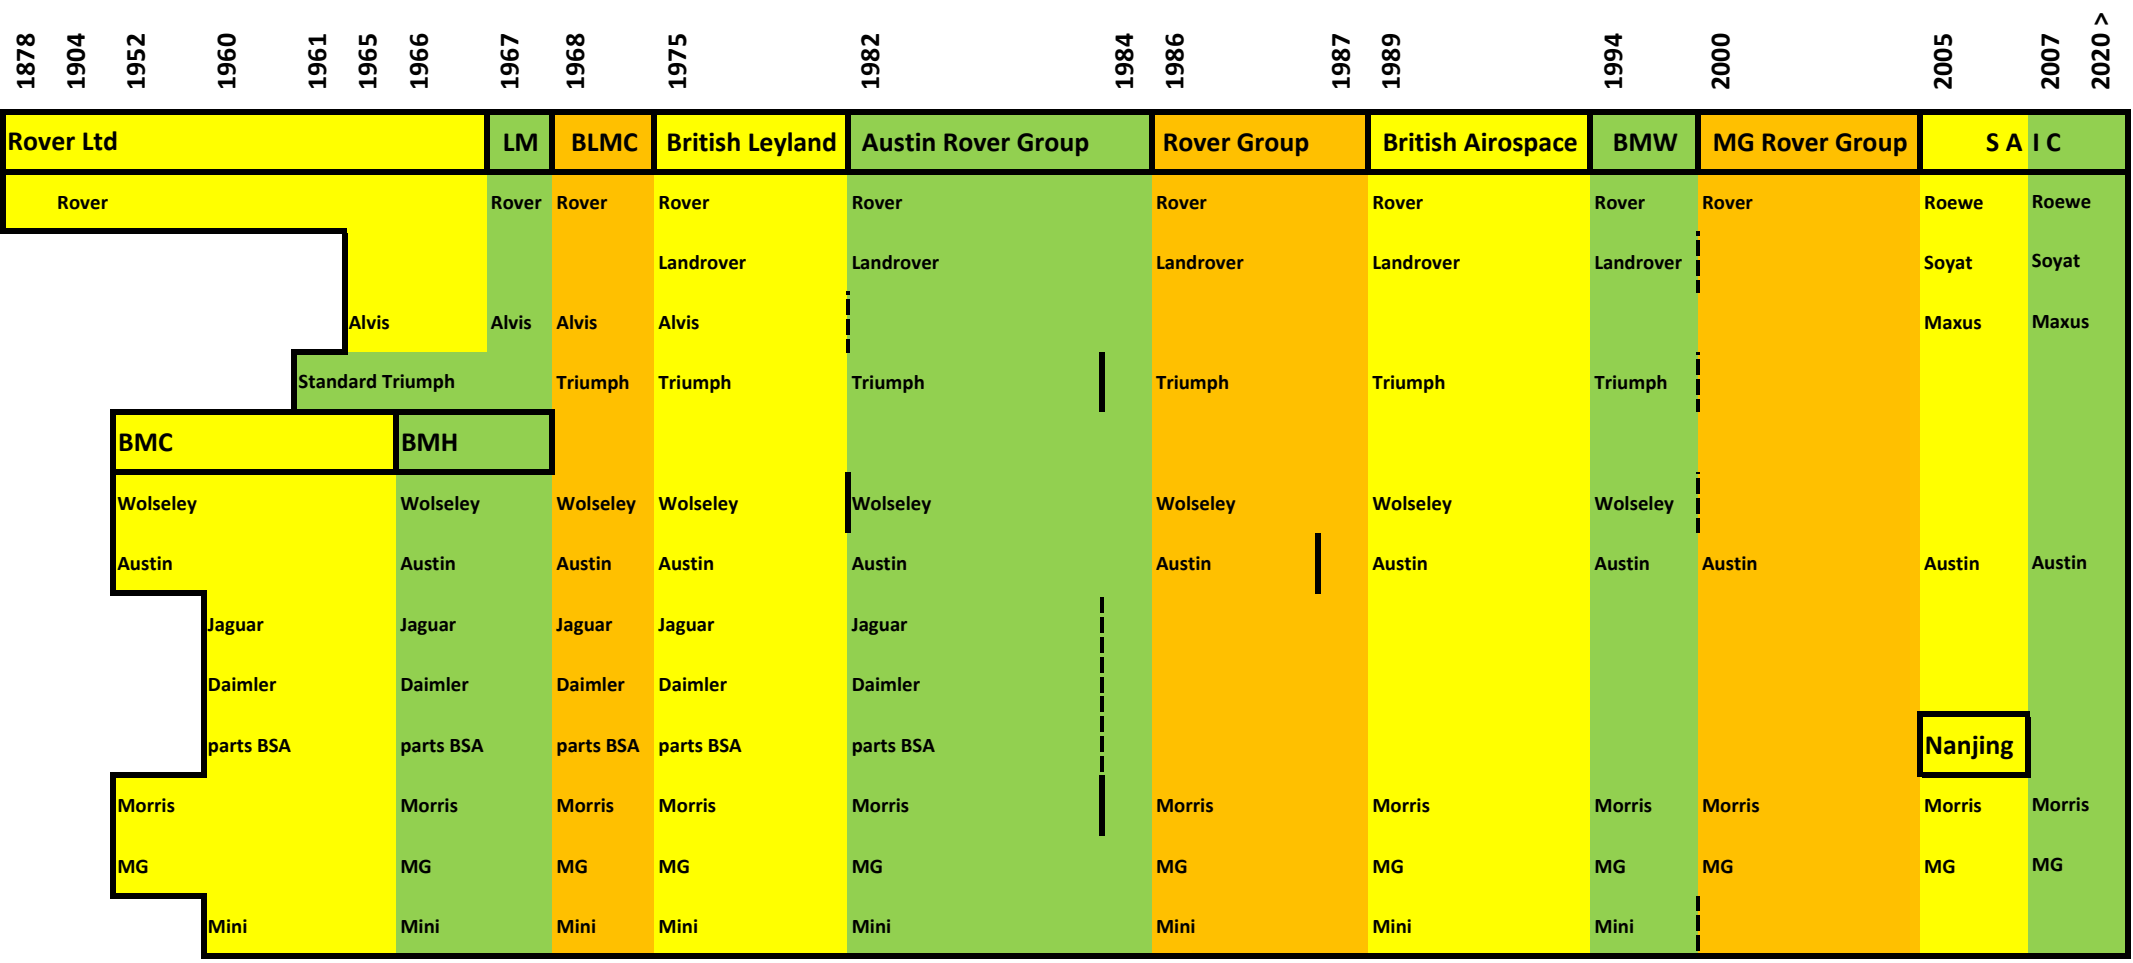 1878 1904 1952 1960 1961 1965 1966 1967 1968 1975 1982 1984 1986 1987 1989 1994 2000 2005 2007 2020 >
Rover Ltd LM BLMC British Leyland Austin Rover Group Rover Group British Airospace BMW MG Rover Group S A I C
Rover Rover Rover Rover Rover Rover Rover Rover Rover Roewe Roewe
Landrover Landrover Landrover Landrover Landrover Soyat Soyat
Alvis Alvis Alvis Alvis Maxus Maxus
Standard Triumph Triumph Triumph Triumph Triumph Triumph Triumph
BMC BMH
Wolseley Wolseley Wolseley Wolseley Wolseley Wolseley Wolseley Wolseley
Austin Austin Austin Austin Austin Austin Austin Austin Austin Austin Austin
Jaguar Jaguar Jaguar Jaguar Jaguar
Daimler Daimler Daimler Daimler Daimler
parts BSA parts BSA parts BSA parts BSA parts BSA Nanjing
Morris Morris Morris Morris Morris Morris Morris Morris Morris Morris Morris
MG MG MG MG MG MG MG MG MG MG MG
Mini Mini Mini Mini Mini Mini Mini Mini